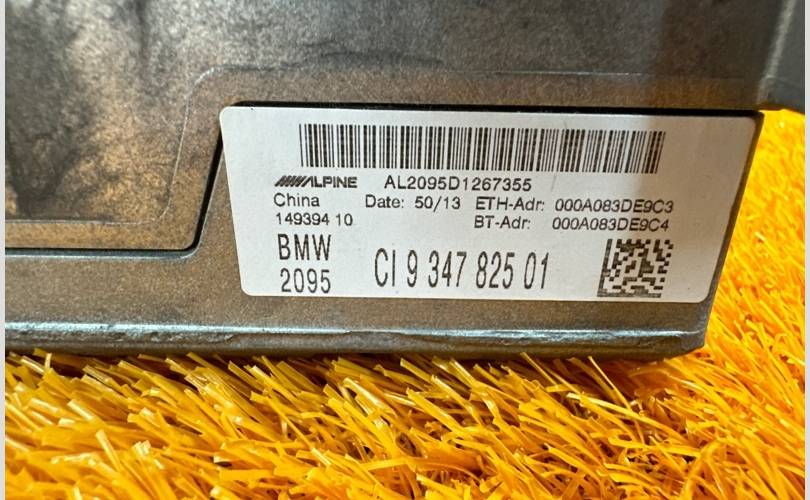 ALPINE AL2095D1267355
China Date: 50/13 ETH-Adr: 000A083DE9C3
149394 10 BT-Adr: 000A083DE9C4
BMW
2095 CI 9 347 825 01